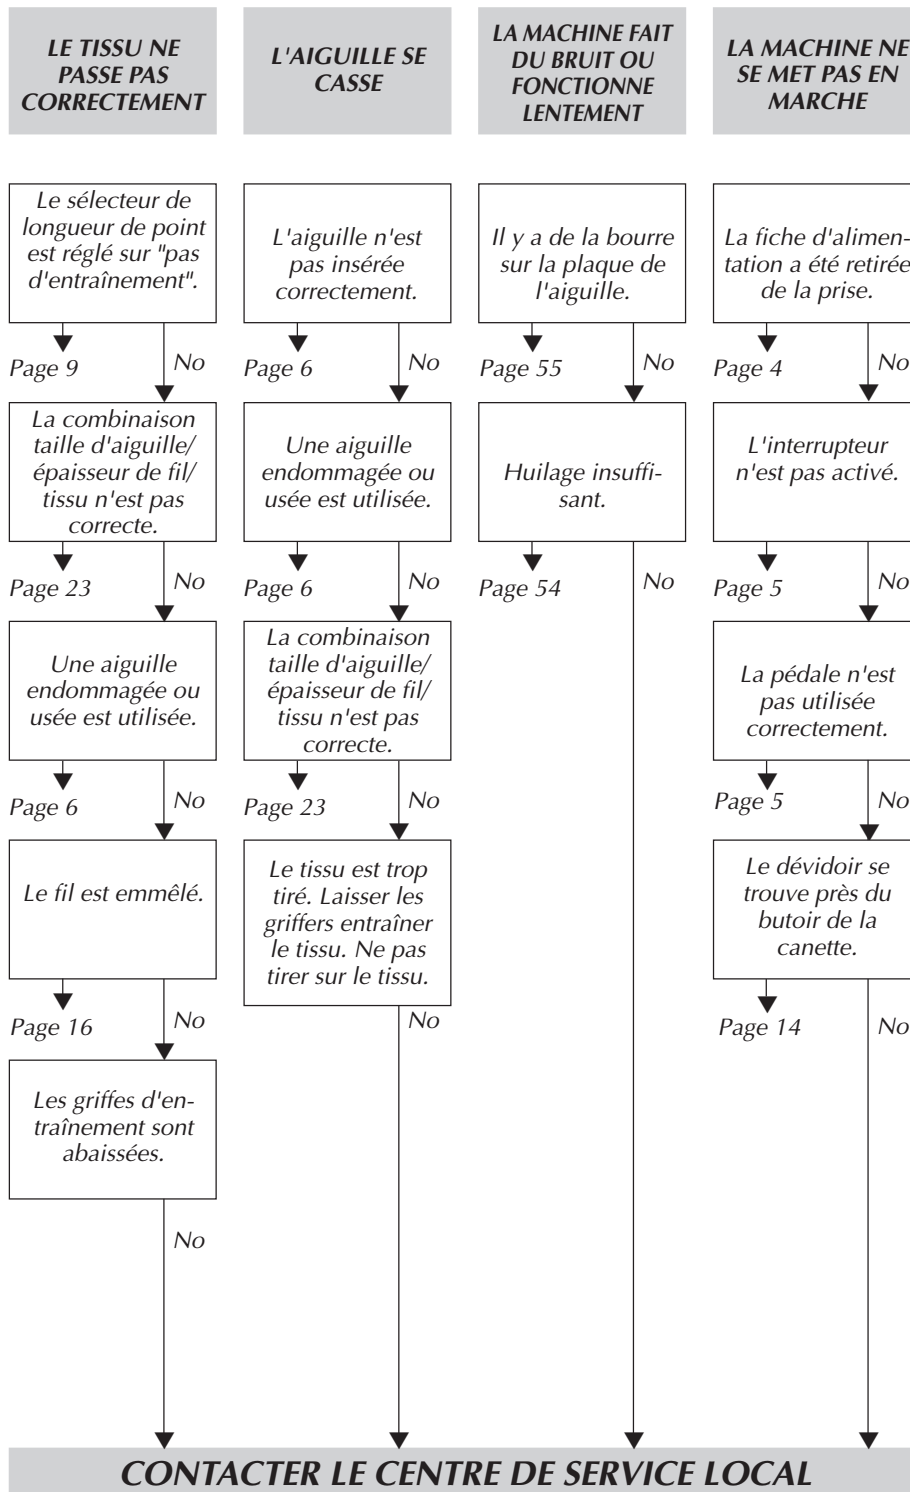 LE TISSU NE
PASSE PAS
CORRECTEMENT
L'AIGUILLE SE
CASSE
LA MACHINE FAIT
DU BRUIT OU
FONCTIONNE
LENTEMENT
LA MACHINE NE
SE MET PAS EN
MARCHE
Le sélecteur de
longueur de point
est réglé sur "pas
d'entraînement".
L'aiguille n'est
pas insérée
correctement.
Il y a de la bourre
sur la plaque de
l'aiguille.
La fiche d'alimen-
tation a été retirée
de la prise.
Page 9
No
Page 6
No
Page 55
No
Page 4
No
La combinaison
taille d'aiguille/
épaisseur de fil/
tissu n'est pas
correcte.
Une aiguille
endommagée ou
usée est utilisée.
Huilage insuffi-
sant.
L'interrupteur
n'est pas activé.
Page 23
No
Page 6
No
Page 54
No
Page 5
No
Une aiguille
endommagée ou
usée est utilisée.
La combinaison
taille d'aiguille/
épaisseur de fil/
tissu n'est pas
correcte.
La pédale n'est
pas utilisée
correctement.
Page 6
No
Page 23
No
Page 5
No
Le fil est emmêlé.
Le tissu est trop
tiré. Laisser les
griffers entraîner
le tissu. Ne pas
tirer sur le tissu.
Le dévidoir se
trouve près du
butoir de la
canette.
Page 16
No
No
Page 14
No
Les griffes d'en-
traînement sont
abaissées.
No
CONTACTER LE CENTRE DE SERVICE LOCAL